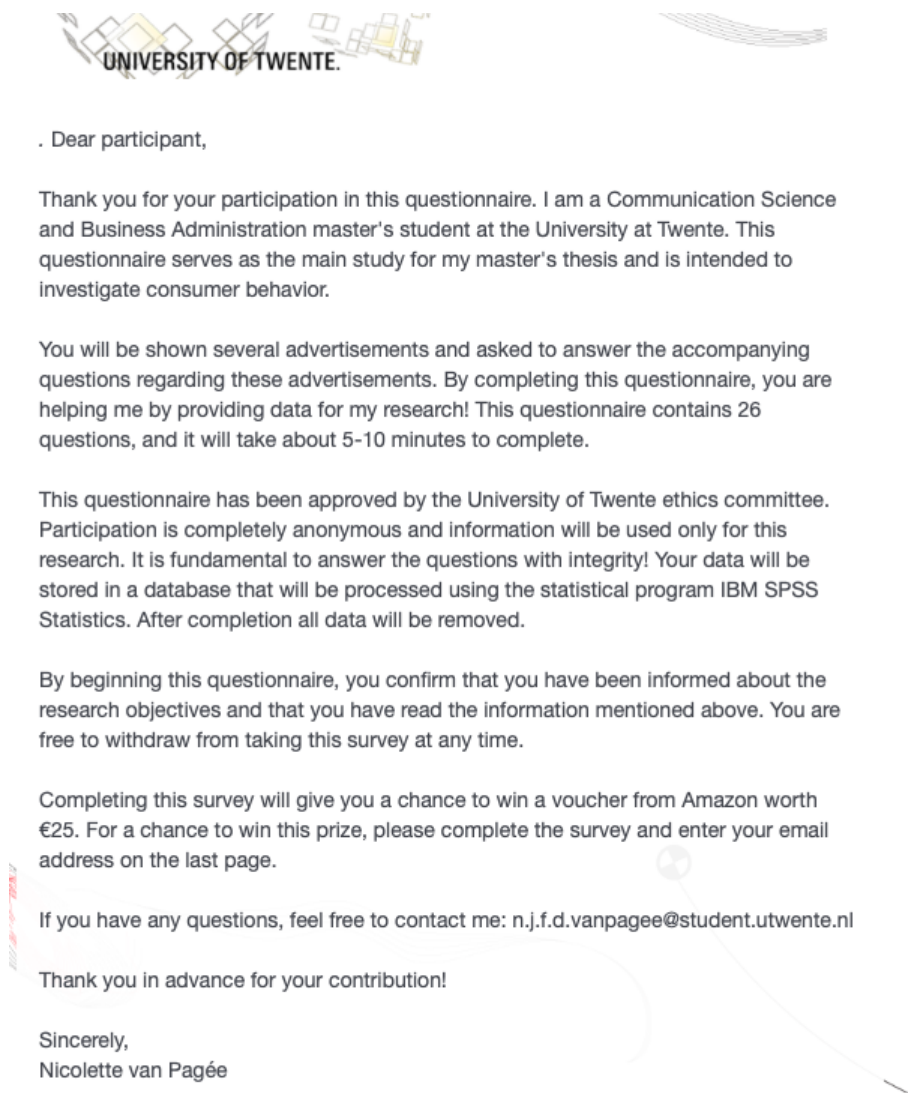 UNIVERSITY OF TWENTE.
. Dear participant,
Thank you for your participation in this questionnaire. I am a Communication Science
and Business Administration master's student at the University at Twente. This
questionnaire serves as the main study for my master's thesis and is intended to
investigate consumer behavior.
You will be shown several advertisements and asked to answer the accompanying
questions regarding these advertisements. By completing this questionnaire, you are
helping me by providing data for my research! This questionnaire contains 26
questions, and it will take about 5-10 minutes to complete.
This questionnaire has been approved by the University of Twente ethics committee.
Participation is completely anonymous and information will be used only for this
research. It is fundamental to answer the questions with integrity! Your data will be
stored in a database that will be processed using the statistical program IBM SPSS
Statistics. After completion all data will be removed.
By beginning this questionnaire, you confirm that you have been informed about the
research objectives and that you have read the information mentioned above. You are
free to withdraw from taking this survey at any time.
Completing this survey will give you a chance to win a voucher from Amazon worth
€25. For a chance to win this prize, please complete the survey and enter your email
address on the last page.
If you have any questions, feel free to contact me: n.j.f.d.vanpagee@student.utwente.nl
Thank you in advance for your contribution!
Sincerely,
Nicolette van Pagée